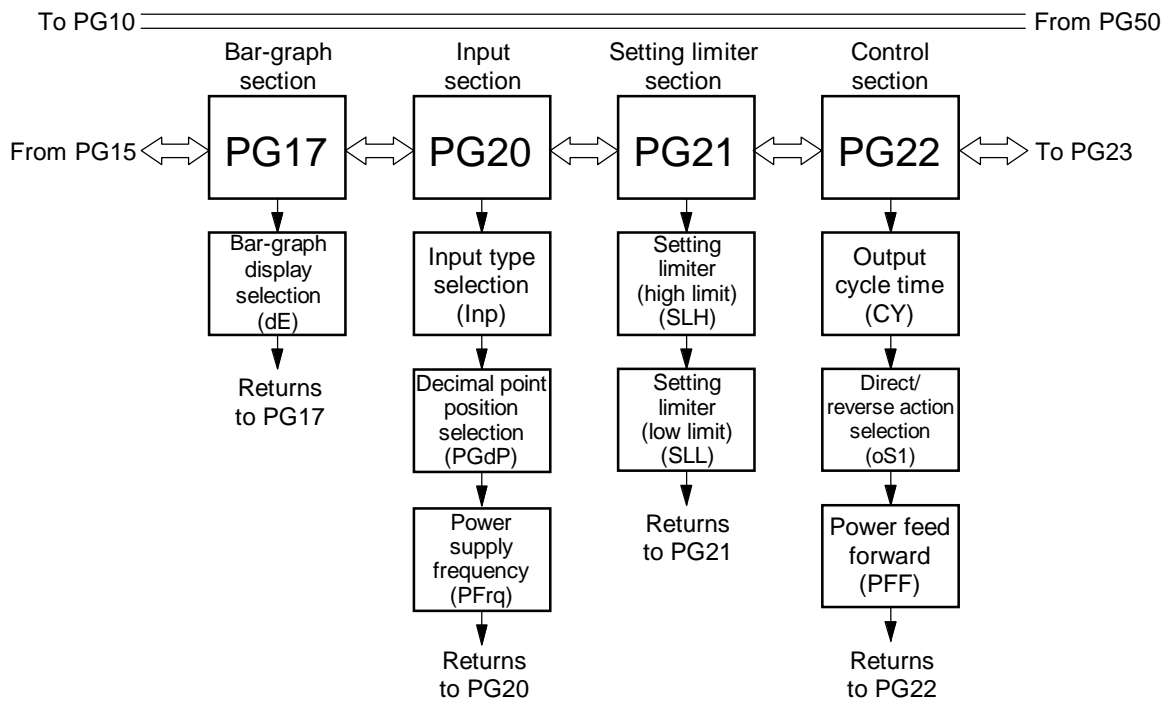 To PG10
From PG50
Bar-graph
section
Input
section
Setting limiter
section
Control
section
From PG15
PG17
PG20
PG21
PG22
To PG23
Bar-graph
display
selection
(dE)
Returns
to PG17
Input type
selection
(Inp)
Decimal point
position
selection
(PGdP)
Power
supply
frequency
(PFrq)
Returns
to PG20
Setting
limiter
(high limit)
(SLH)
Setting
limiter
(low limit)
(SLL)
Returns
to PG21
Output
cycle time
(CY)
Direct/
reverse action
selection
(oS1)
Power feed
forward
(PFF)
Returns
to PG22